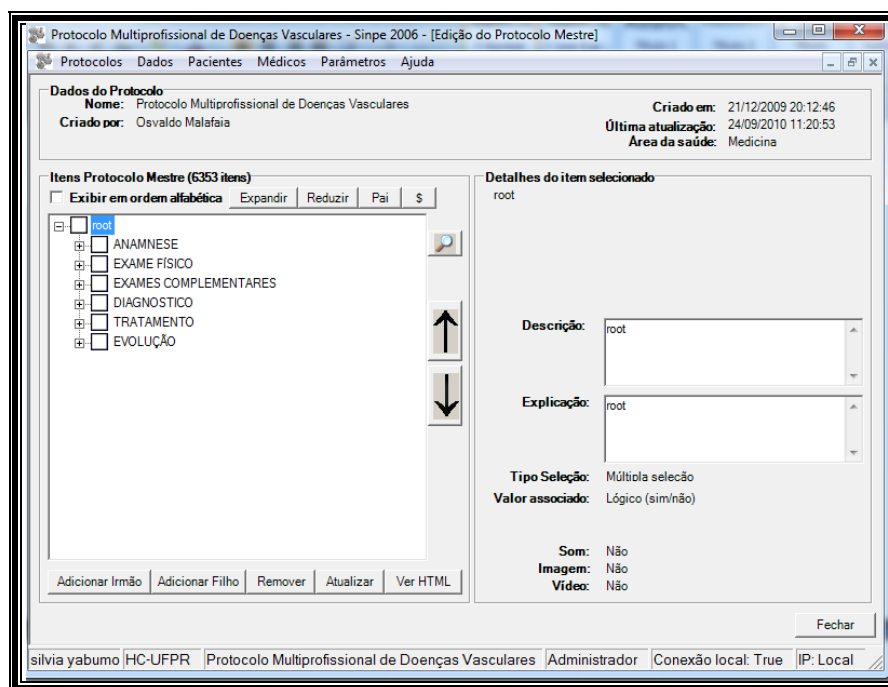 Protocolo Multiprofissional de Doenças Vasculares - Sinpe 2006 - [Edição do Protocolo Mestre]
Protocolos Dados Pacientes Médicos Parâmetros Ajuda
Dados do Protocolo
Nome: Protocolo Multiprofissional de Doenças Vasculares
Criado por: Osvaldo Malafaia
Criado em: 21/12/2009 20:12:46
Última atualização: 24/09/2010 11:20:53
Área da saúde: Medicina
Itens Protocolo Mestre (6353 itens)
Exibir em ordem alfabética Expandir Reduzir Pai $
root
ANAMNESE
EXAME FÍSICO
EXAMES COMPLEMENTARES
DIAGNOSTICO
TRATAMENTO
EVOLUÇÃO
Adicionar Irmão Adicionar Filho Remover Atualizar Ver HTML
Detalhes do item selecionado
root
Descrição: root
Explicação: root
Tipo Seleção: Múltipla seleção
Valor associado: Lógico (sim/não)
Som: Não
Imagem: Não
Vídeo: Não
Fechar
silvia yabumo HC-UFPR Protocolo Multiprofissional de Doenças Vasculares Administrador Conexão local: True IP: Local